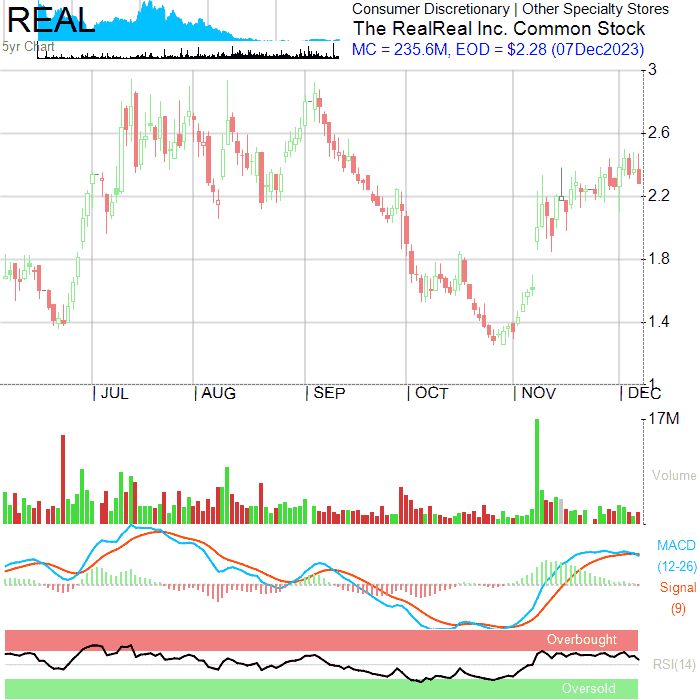 REAL
5yr Chart
Consumer Discretionary | Other Specialty Stores
The RealReal Inc. Common Stock
MC = 235.6M, EOD = $2.28 (07Dec2023)
3
2.6
2.2
1.8
1.4
1
JUL AUG SEP OCT NOV DEC
17M
Volume
MACD
(12-26)
Signal
(9)
Overbought
RSI(14)
Oversold